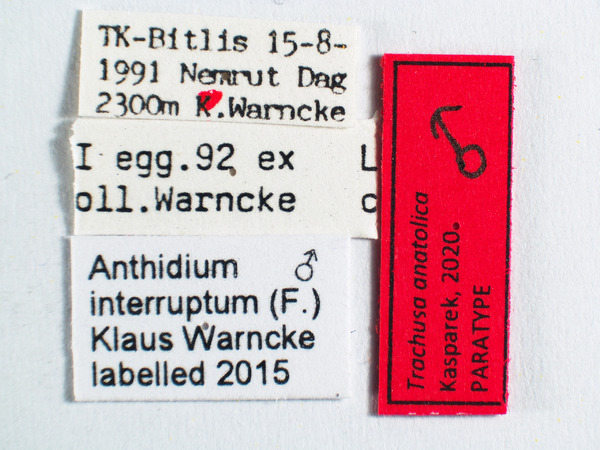 TK-Bitlis 15-8-
1991 Nemrut Dag
2300m K.Warncke
I egg.92 ex L
oll.Warncke c
Anthidium ♂
interruptum (F.)
Klaus Warncke
labelled 2015
♂
Trachusa anatolica
Kasparek, 2020.
PARATYPE